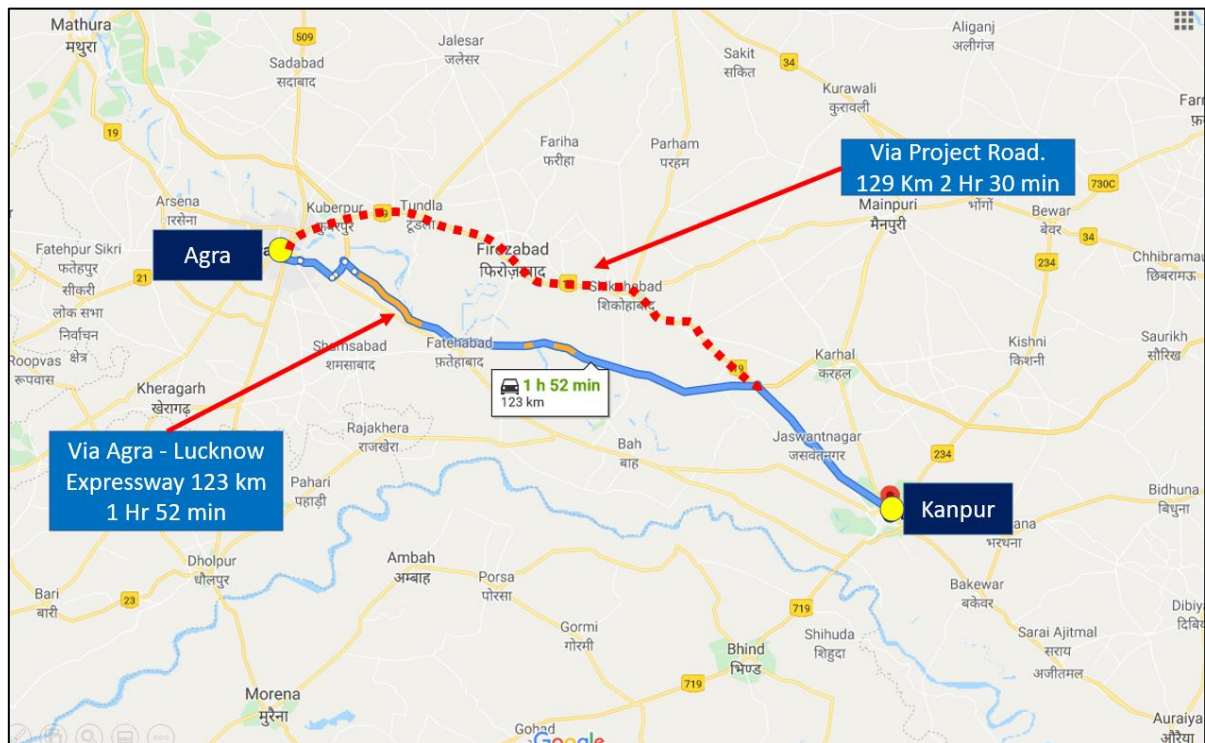 Mathura
मथुरा
509
Sadabad
सदाबाद
Jalesar
जलेसर
Sakit
सकित
34
Aliganj
अलीगंज
Kurawali
कुरावली
19
Fariha
फरीहा
Parham
परहम
Via Project Road.
129 Km 2 Hr 30 min
730C
Arsena
Kuberpur
Tundla
Mainpuri
मैनपुरी
भोंगों
Bewar
बेवर
34
Fatehpur Sikri
फतेहपुर
सीकरी
Agra
Firozabad
फिरोज़ाबाद
234
Chhibramau
छिबरामऊ
21
लोक सभा
निर्वाचन
क्षेत्र
Shikohabad
शिकोहाबाद
Shamsabad
शमसाबाद
Fatehabad
फ़तेहाबाद
Kishni
किशनी
Saurikh
सौरिख
Roopvas
रूपवास
Kheragarh
खेरागढ़
19
Karhal
करहल
1 h 52 min
123 km
Via Agra - Lucknow
Expressway 123 km
1 Hr 52 min
Rajakhera
राजाखेरा
Bah
बाह
Jaswantnagar
जसवंतनगर
234
Pahari
पहाड़ी
Kanpur
भरथना
Bidhuna
बिधुना
Dholpur
धौलपुर
Ambah
अम्बाह
Porsa
पोरसा
Bakewar
बकेवर
Bari
बारी
23
719
Gormi
गोरमी
Bhind
भिण्ड
Shihuda
शिहुदा
Sarai Ajitmal
सराय
अजीतमल
719
Morena
मुरैना
Gohad
Google
Auraiya
औरैया